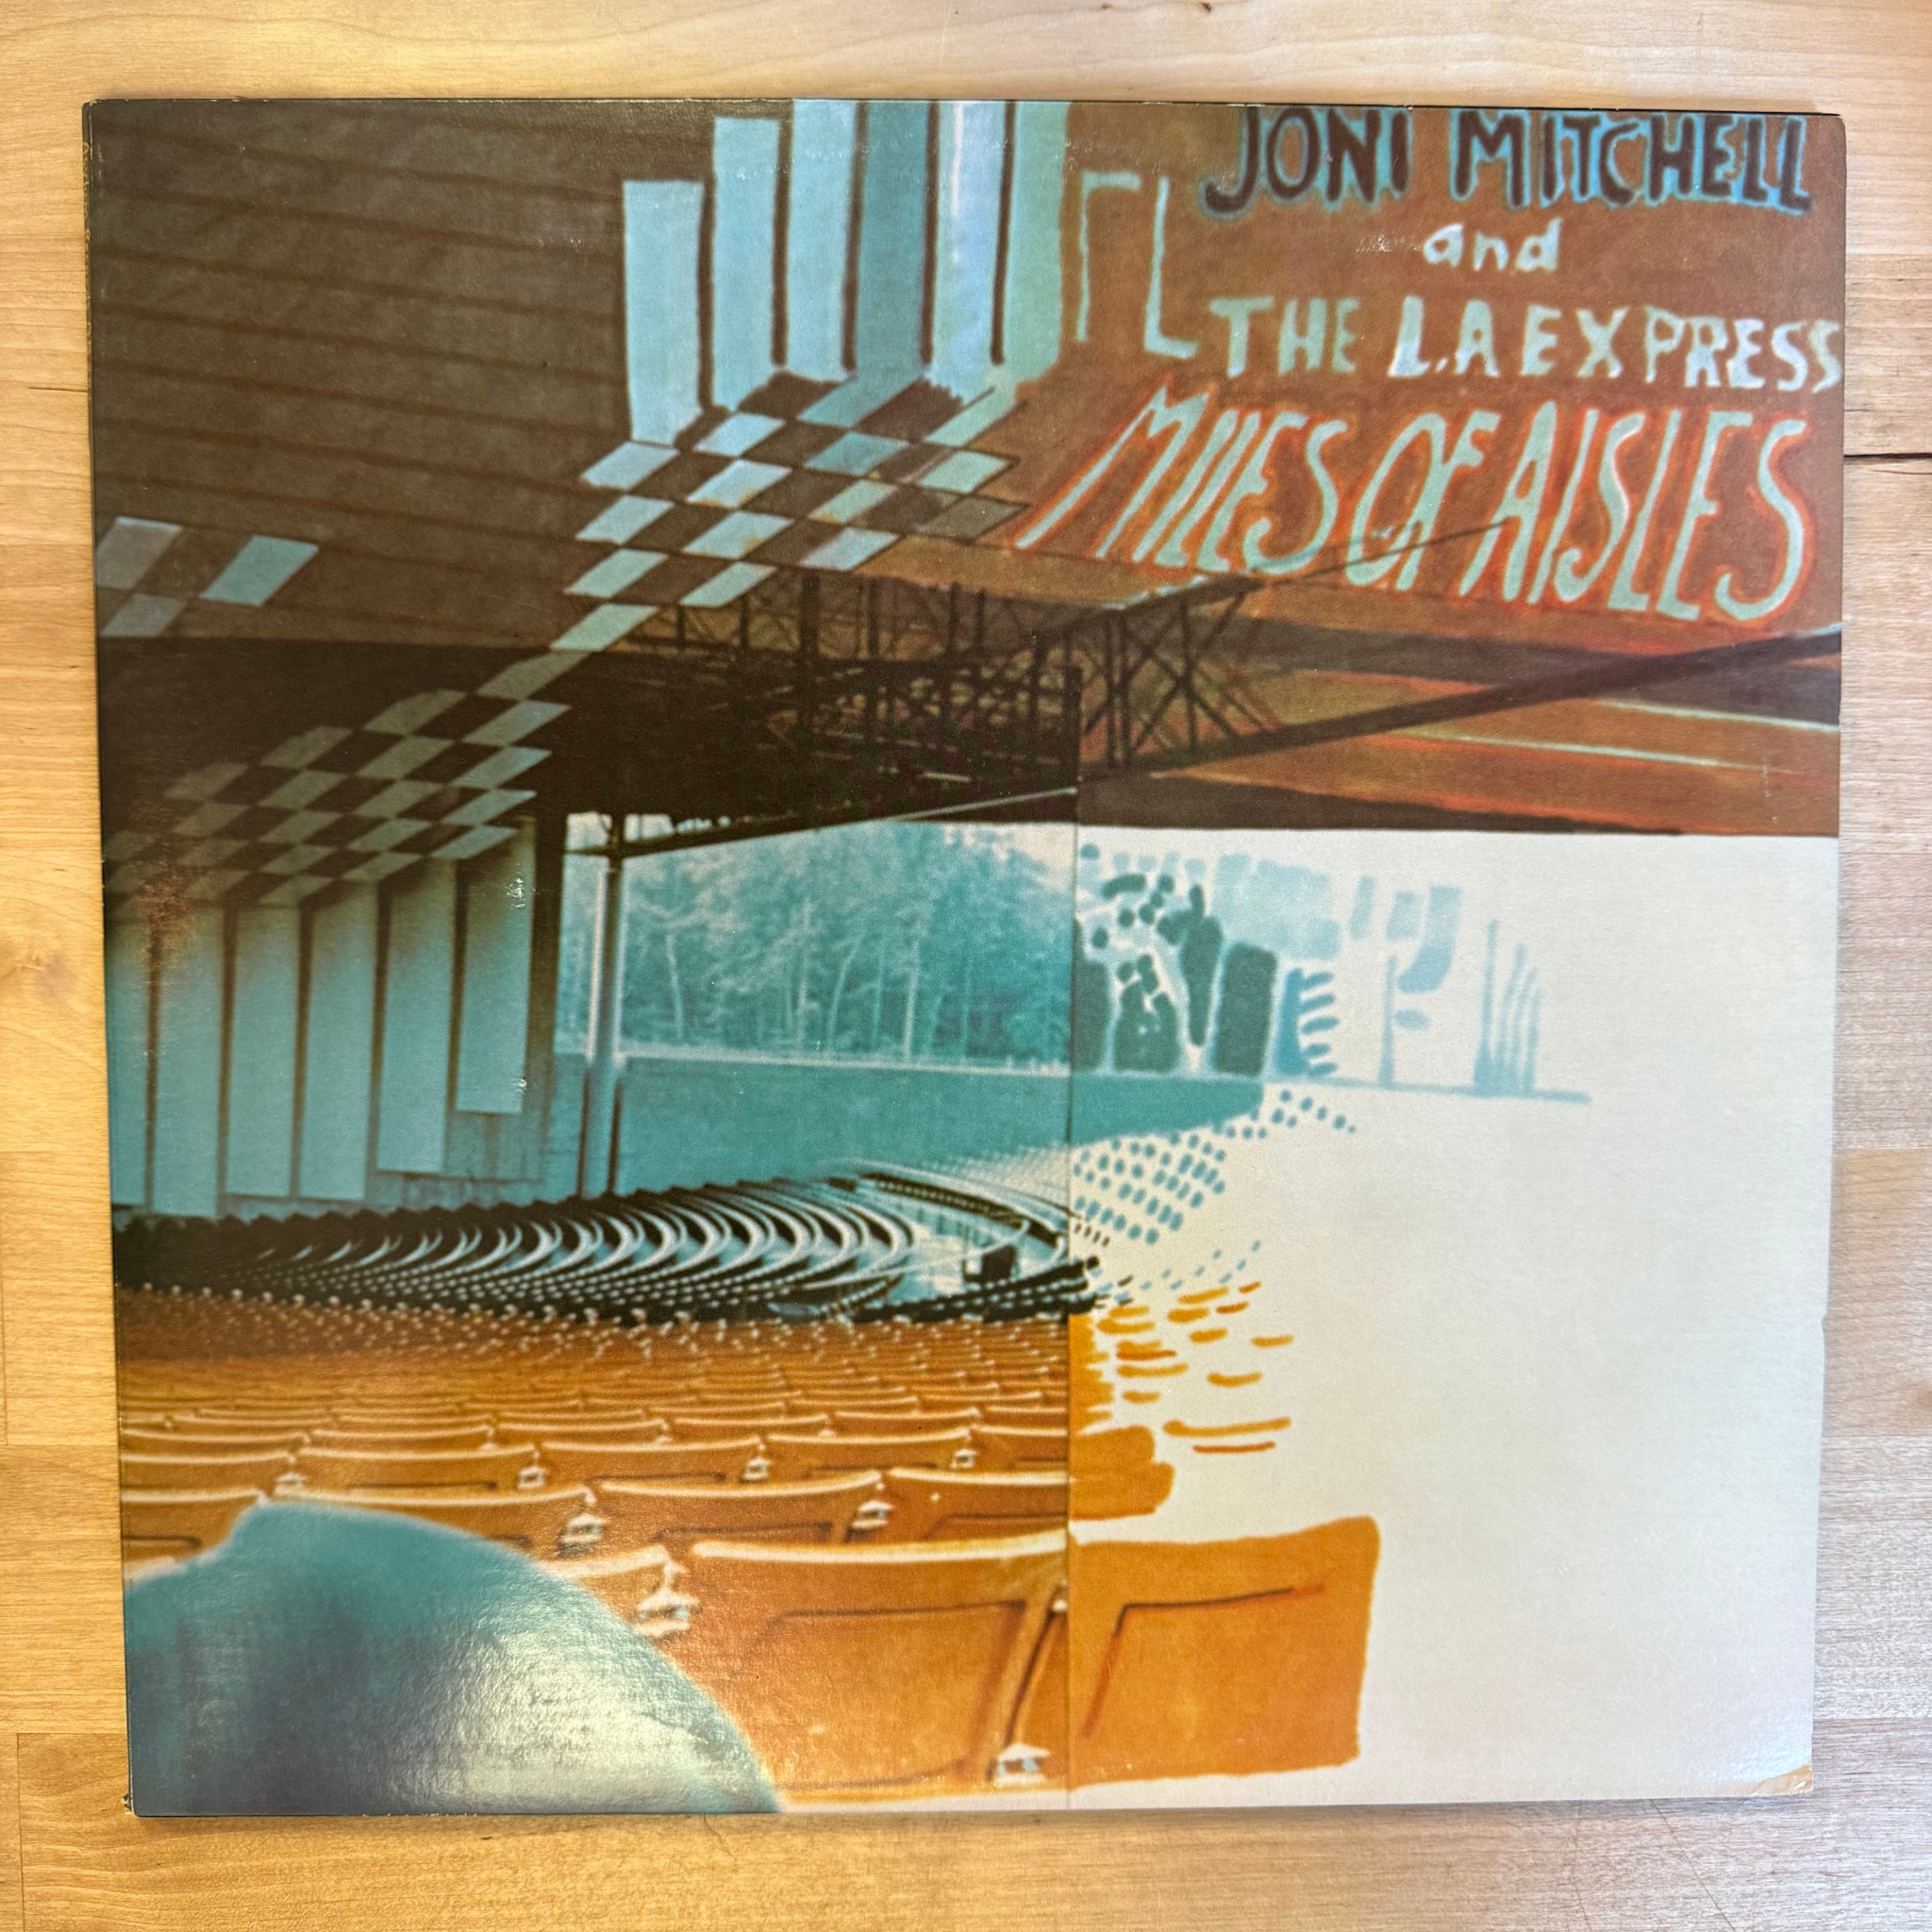 JONI MITCHELL
and
THE L.A EXPRESS
MILES OF AISLES